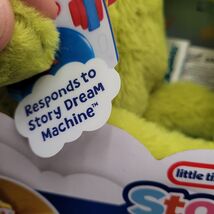 Responds to
Story Dream
Machine™
little ti
Sto